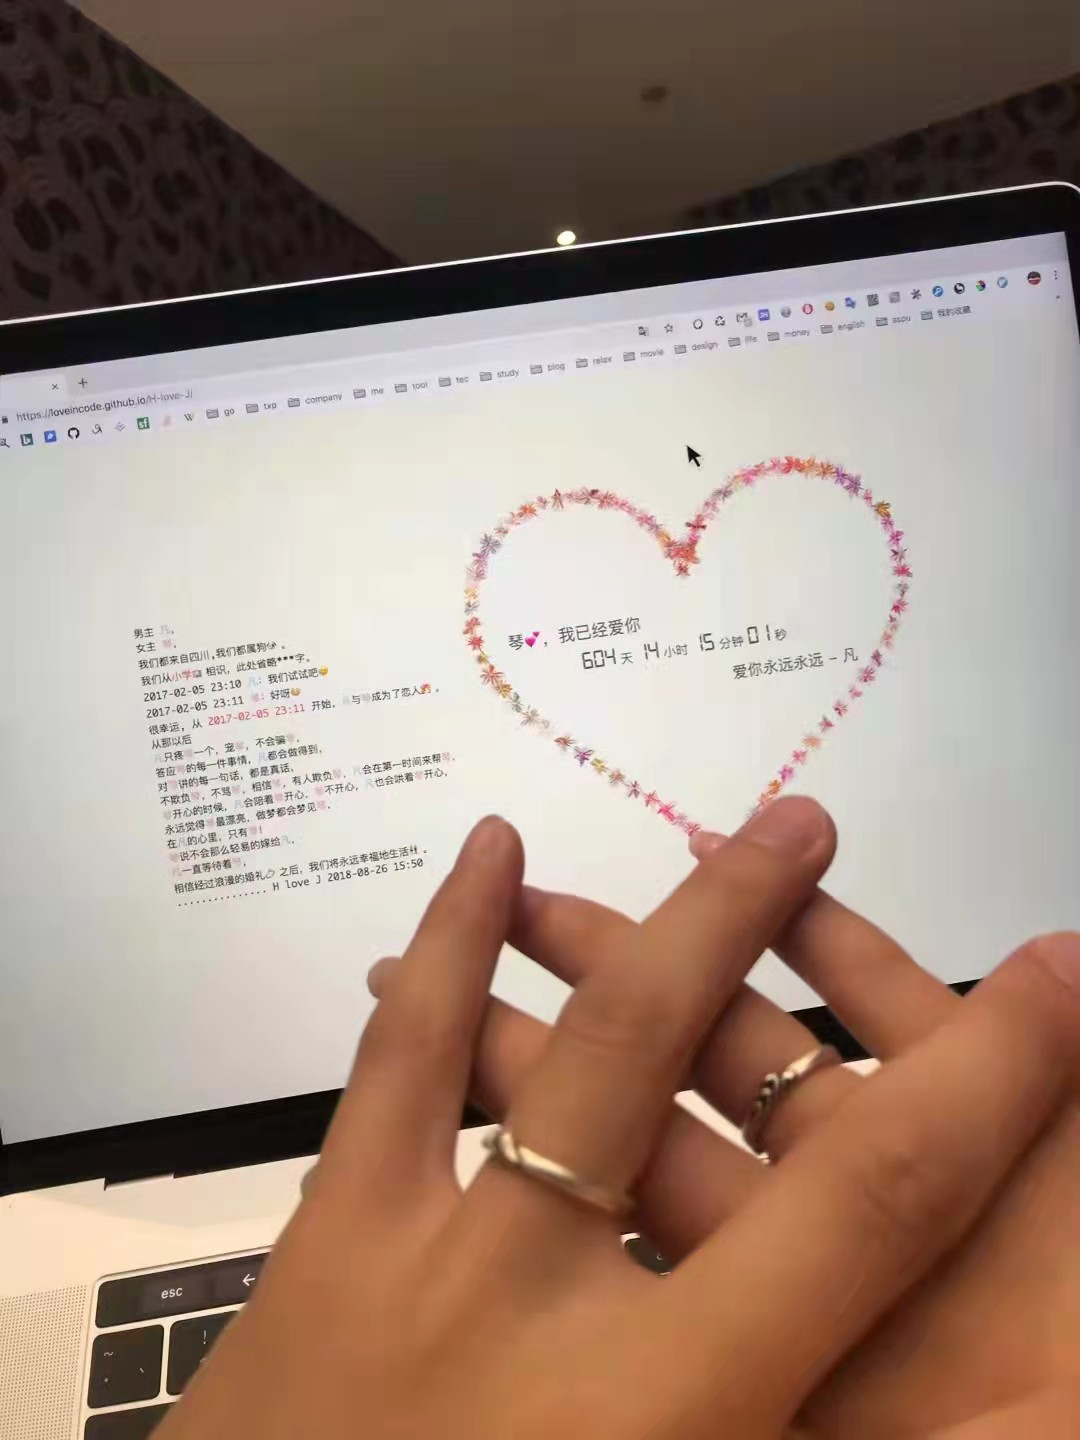 https://loveincode.github.io/H-love-J/
go txp company me tool tec study blog relax movie design life money english ssou 我的收藏
男主 凡,
女主 琴,
我们都来自四川,我们都属狗🐕。
我们从小学🏫 相识,此处省略***字。
2017-02-05 23:10 凡: 我们试试吧😄
2017-02-05 23:11 琴: 好呀😄
很幸运, 从 2017-02-05 23:11 开始, 凡与琴成为了恋人💏。
从那以后
凡只疼琴一个, 宠琴, 不会骗琴,
答应琴的每一件事情, 凡都会做得到,
对琴讲的每一句话, 都是真话,
不欺负琴, 不骂琴, 相信琴, 有人欺负琴, 凡会在第一时间来帮琴,
琴开心的时候, 凡会陪着琴开心, 琴不开心, 凡也会哄着琴开心,
永远觉得琴最漂亮, 做梦都会梦见琴,
在凡的心里, 只有琴!
琴说不会那么轻易的嫁给凡,
凡一直等待着琴,
相信经过浪漫的婚礼💍 之后, 我们将永远幸福地生活👫 。
............... H love J 2018-08-26 15:50
琴💕, 我已经爱你
604 天 14 小时 15 分钟 01 秒
爱你永远永远 - 凡
esc